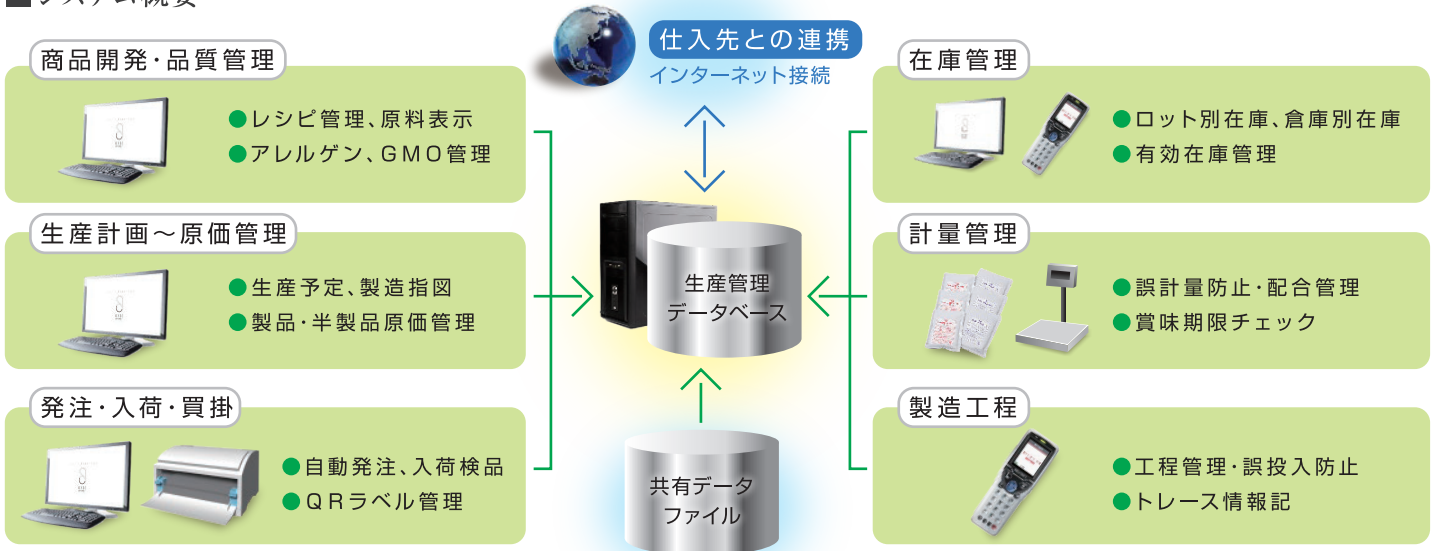 ■システム概要
商品開発・品質管理
●レシピ管理、原料表示
●アレルゲン、GMO管理
生産計画～原価管理
●生産予定、製造指図
●製品・半製品原価管理
発注・入荷・買掛
●自動発注、入荷検品
●QRラベル管理
仕入先との連携
インターネット接続
生産管理
データベース
共有データ
ファイル
在庫管理
●ロット別在庫、倉庫別在庫
●有効在庫管理
計量管理
●誤計量防止・配合管理
●賞味期限チェック
製造工程
●工程管理・誤投入防止
●トレース情報記